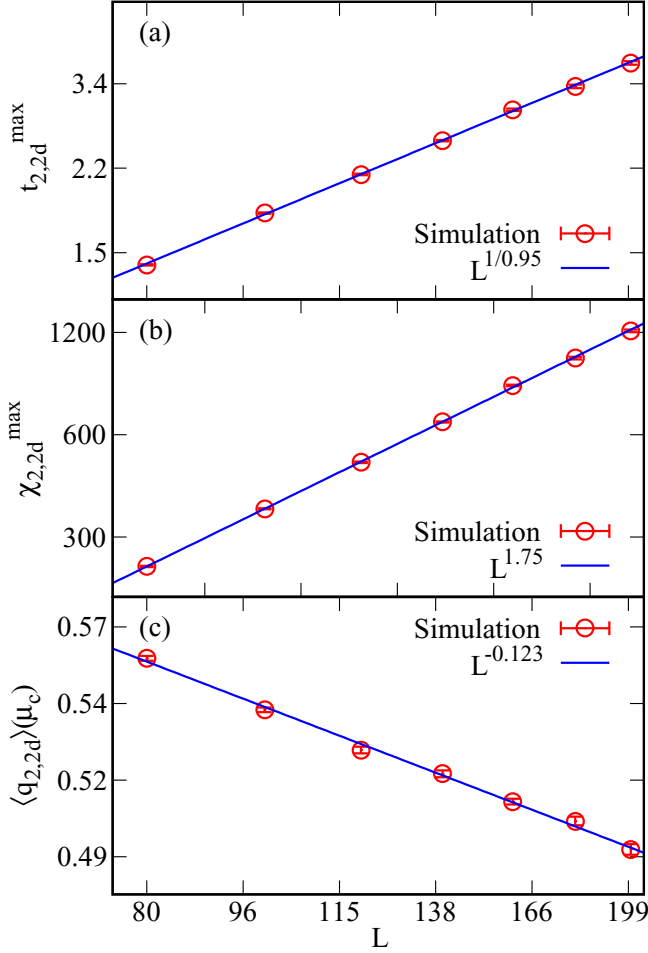 (a)
3.4
2.2
1.5
t2,2d^max
Simulation
L^1/0.95
(b)
1200
600
300
χ2,2d^max
Simulation
L^1.75
(c)
0.57
0.54
0.52
0.49
⟨q2,2d⟩(μc)
Simulation
L^-0.123
80 96 115 138 166 199
L